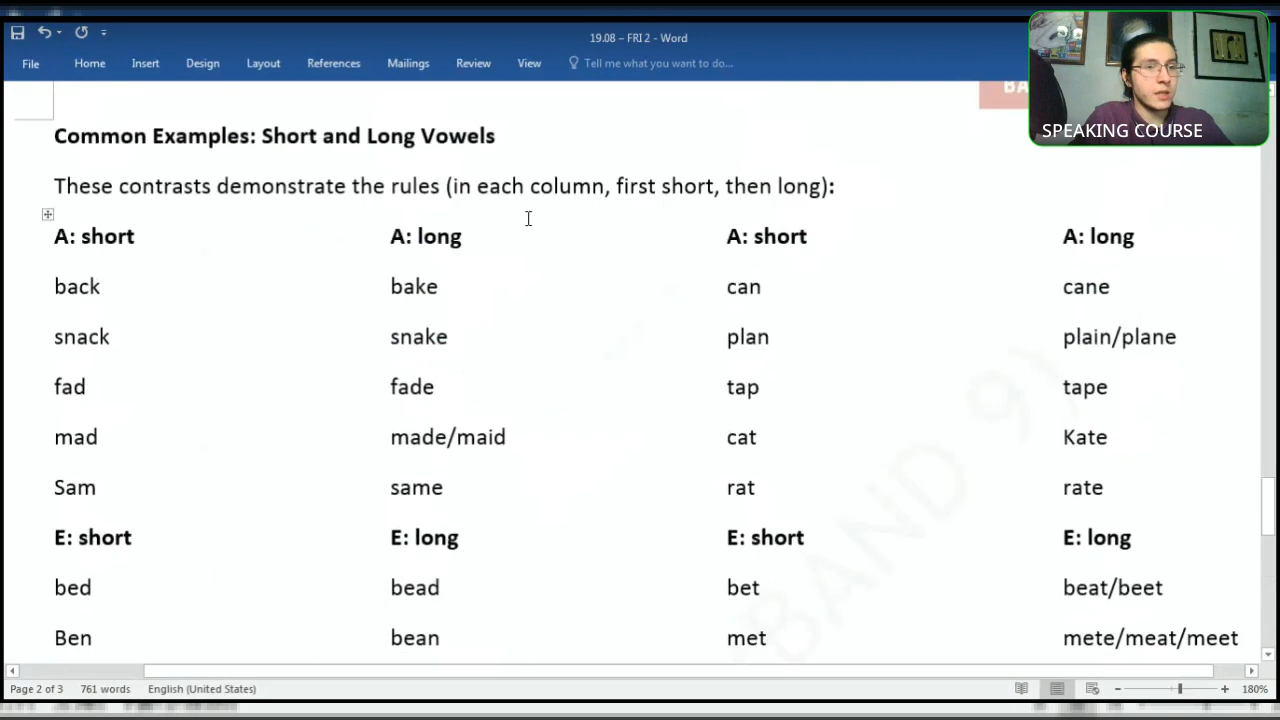 19.08 – FRI 2 - Word
File Home Insert Design Layout References Mailings Review View Tell me what you want to do...
BA
SPEAKING COURSE
Common Examples: Short and Long Vowels
These contrasts demonstrate the rules (in each column, first short, then long):
A: short A: long A: short A: long
back bake can cane
snack snake plan plain/plane
fad fade tap tape
mad made/maid cat Kate
Sam same rat rate
E: short E: long E: short E: long
bed bead bet beat/beet
Ben bean met mete/meat/meet
BAND 9)
Page 2 of 3 761 words English (United States) 180%